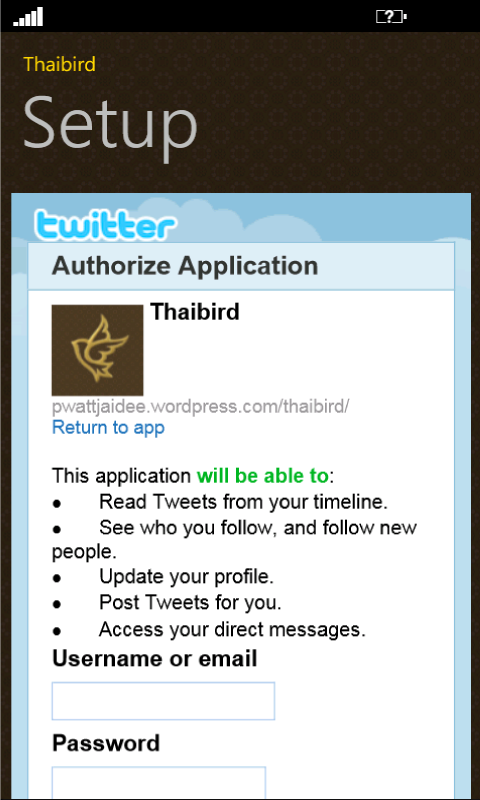 Thaibird
Setup
twitter
Authorize Application
Thaibird
pwattjaidee.wordpress.com/thaibird/
Return to app
This application will be able to:
● Read Tweets from your timeline.
● See who you follow, and follow new
people.
● Update your profile.
● Post Tweets for you.
● Access your direct messages.
Username or email
Password